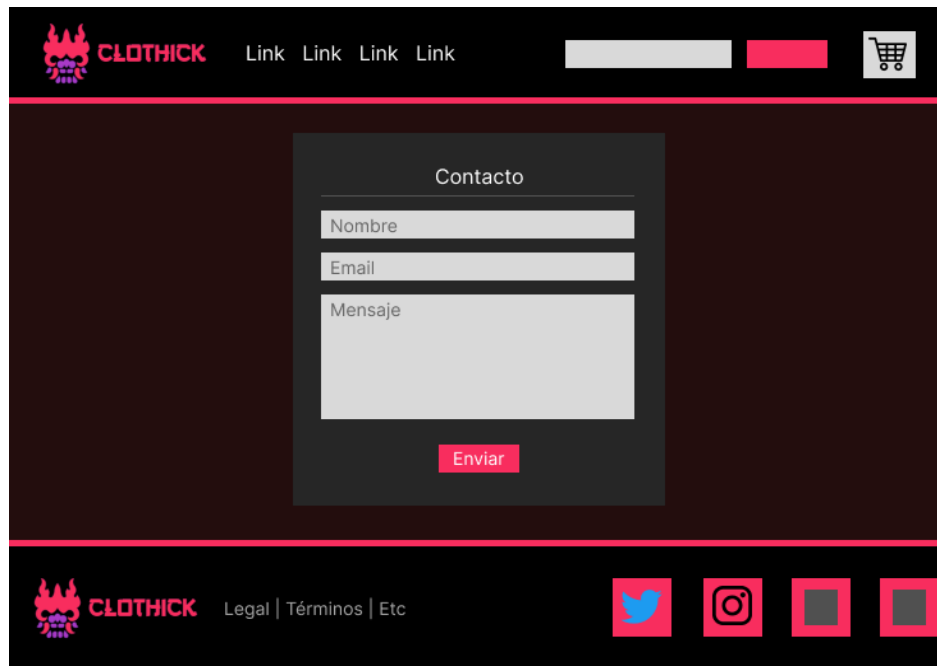 CLOTHICK Link Link Link Link
Contacto
Nombre
Email
Mensaje
Enviar
CLOTHICK Legal | Términos | Etc